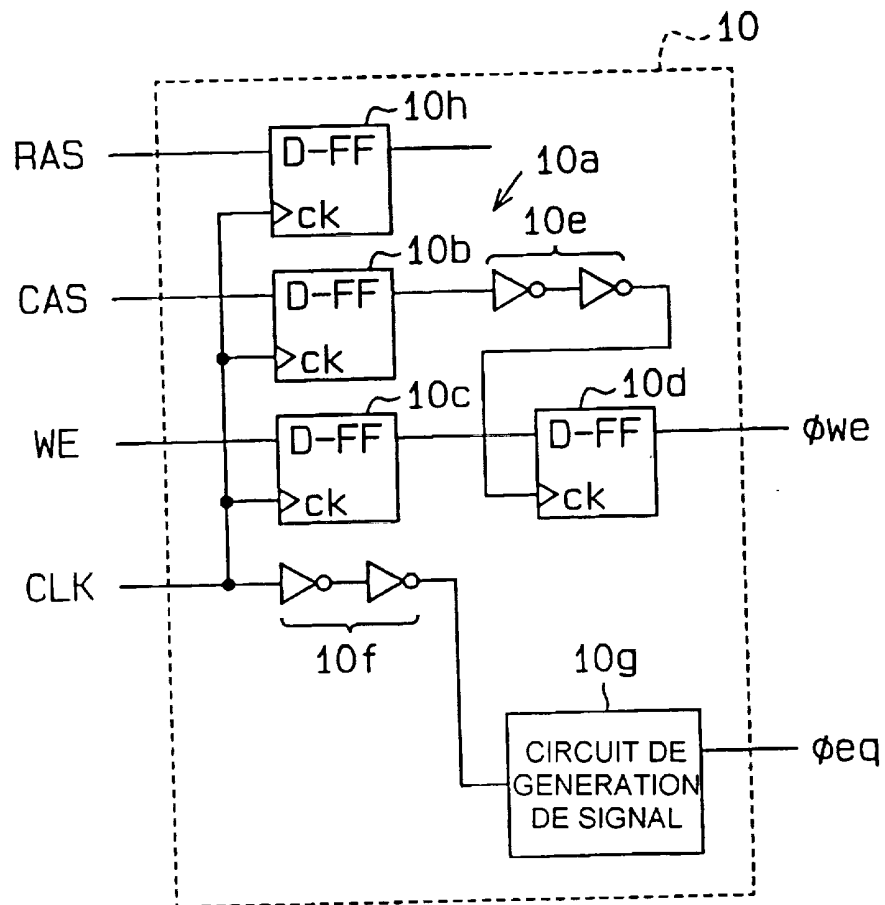 10
10h
RAS
D-FF
ck
10a
10e
10b
CAS
D-FF
ck
10c
10d
WE
D-FF
D-FF
φwe
ck
ck
CLK
10f
10g
CIRCUIT DE
GENERATION
DE SIGNAL
φeq